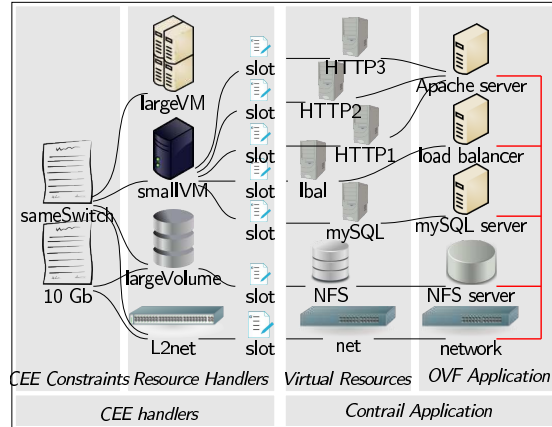 slot
HTTP3
largeVM
Apache server
slot
HTTP2
slot
HTTP1
load balancer
smallVM
slot
lbal
sameSwitch
slot
mySQL
mySQL server
largeVolume
10 Gb
slot
NFS
NFS server
L2net
slot
net
network
CEE Constraints Resource Handlers Virtual Resources OVF Application
CEE handlers Contrail Application